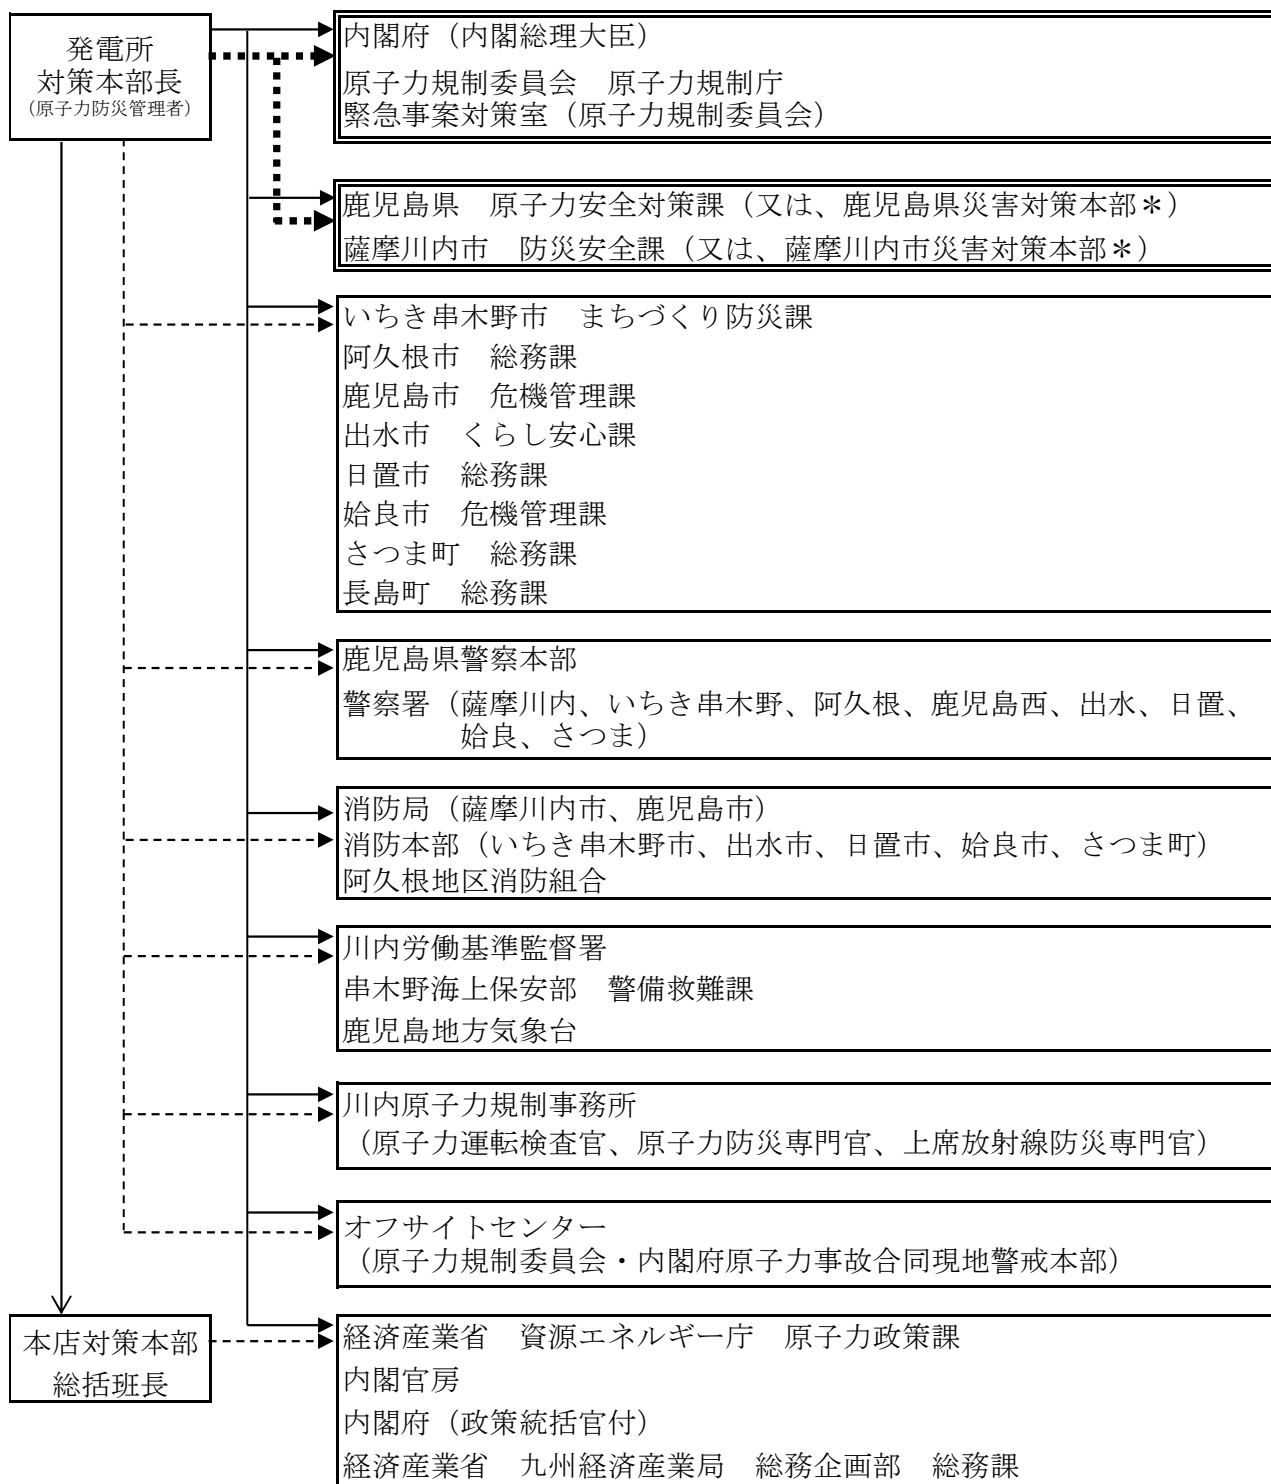 発電所
対策本部長
(原子力防災管理者)
内閣府（内閣総理大臣）
原子力規制委員会　原子力規制庁
緊急事案対策室（原子力規制委員会）
鹿児島県　原子力安全対策課（又は、鹿児島県災害対策本部＊）
薩摩川内市　防災安全課（又は、薩摩川内市災害対策本部＊）
いちき串木野市　まちづくり防災課
阿久根市　総務課
鹿児島市　危機管理課
出水市　くらし安心課
日置市　総務課
姶良市　危機管理課
さつま町　総務課
長島町　総務課
鹿児島県警察本部
警察署（薩摩川内、いちき串木野、阿久根、鹿児島西、出水、日置、
姶良、さつま）
消防局（薩摩川内市、鹿児島市）
消防本部（いちき串木野市、出水市、日置市、姶良市、さつま町）
阿久根地区消防組合
川内労働基準監督署
串木野海上保安部　警備救難課
鹿児島地方気象台
川内原子力規制事務所
（原子力運転検査官、原子力防災専門官、上席放射線防災専門官）
オフサイトセンター
（原子力規制委員会・内閣府原子力事故合同現地警戒本部）
本店対策本部
総括班長
経済産業省　資源エネルギー庁　原子力政策課
内閣官房
内閣府（政策統括官付）
経済産業省　九州経済産業局　総務企画部　総務課